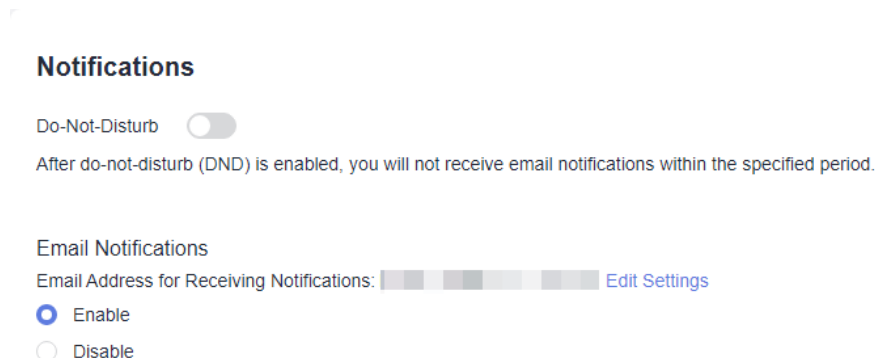 Notifications
Do-Not-Disturb
After do-not-disturb (DND) is enabled, you will not receive email notifications within the specified period.
Email Notifications
Email Address for Receiving Notifications: Edit Settings
Enable
Disable